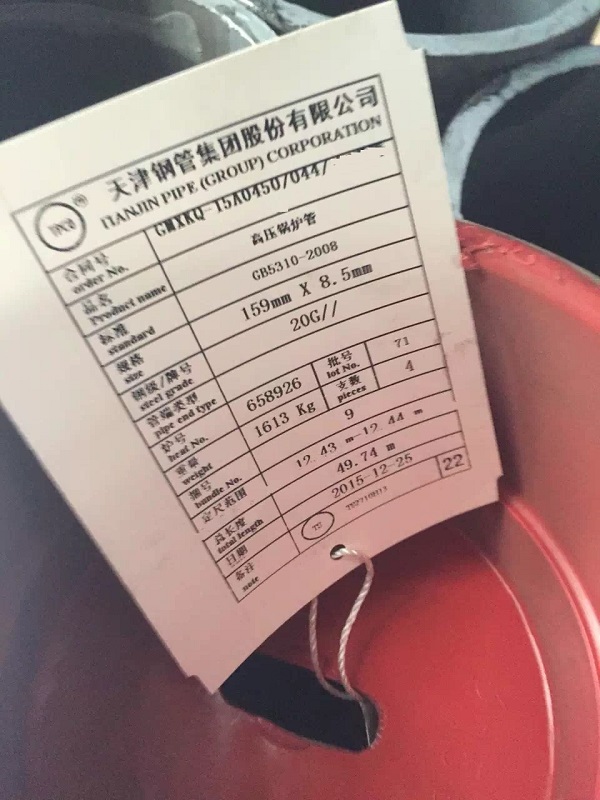 天津钢管集团股份有限公司
TIANJIN PIPE (GROUP) CORPORATION
合同号 order No. GMXKQ-15A0450/044/
品名 Product name 高压锅炉管
标准 standard GB5310-2008
规格 size 159mm X 8.5mm
钢级/牌号 steel grade 20G//
管端类型 pipe end type
炉号 heat No. 658926 批号 lot No. 71
重量 weight 1613 Kg 支数 pieces 4
捆号 bundle No. 9
定尺范围 12.43 m-12.44 m
总长度 total length 49.74 m
日期 2015-12-25 22
备注 note